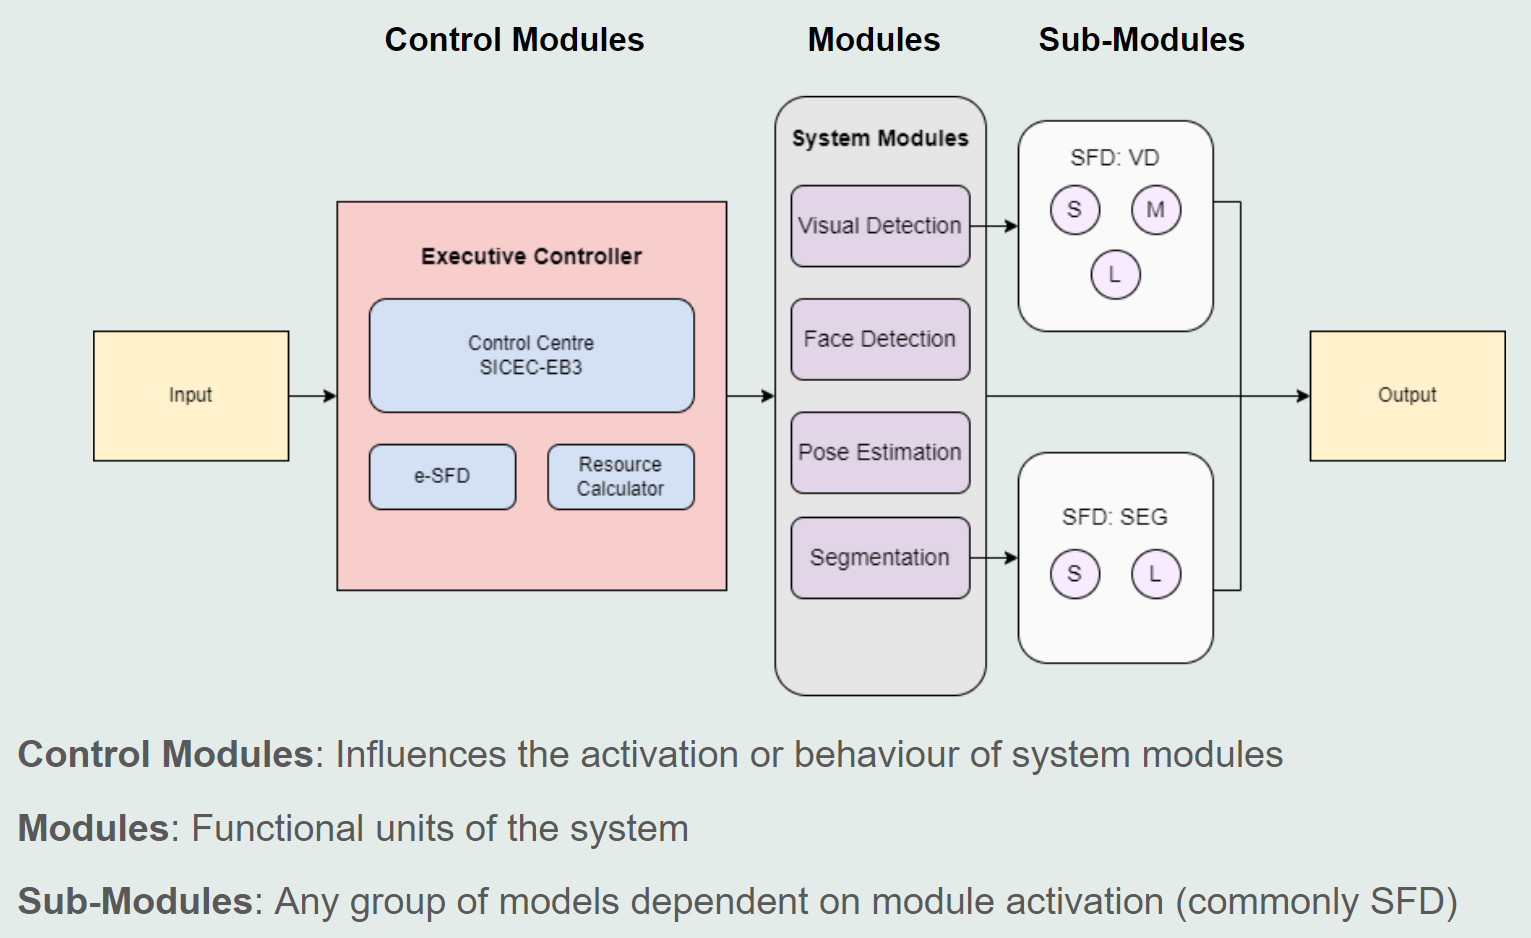 Control Modules
Modules
Sub-Modules
System Modules
SFD: VD
Visual Detection
S
M
L
Executive Controller
Control Centre
SICEC-EB3
Face Detection
Input
Output
e-SFD
Resource
Calculator
Pose Estimation
SFD: SEG
Segmentation
S
L
Control Modules: Influences the activation or behaviour of system modules
Modules: Functional units of the system
Sub-Modules: Any group of models dependent on module activation (commonly SFD)